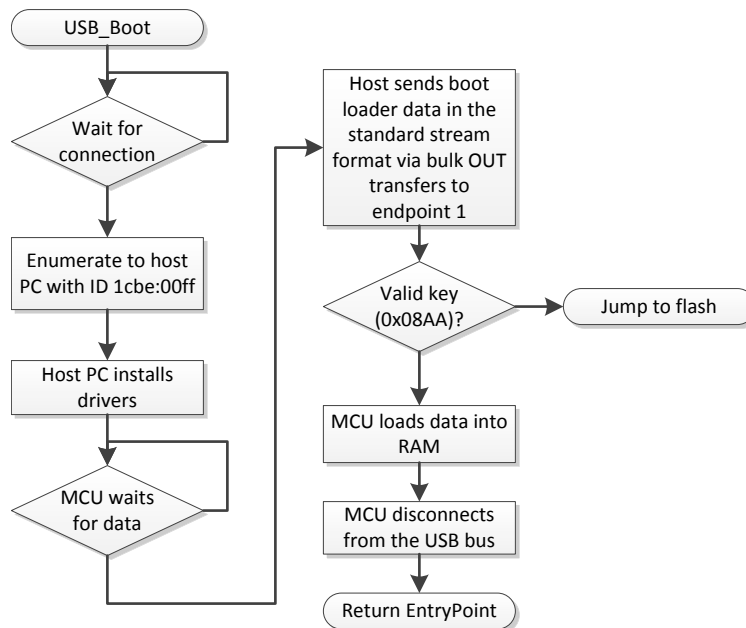 USB_Boot
Wait for
connection
Enumerate to host
PC with ID 1cbe:00ff
Host PC installs
drivers
MCU waits
for data
Host sends boot
loader data in the
standard stream
format via bulk OUT
transfers to
endpoint 1
Valid key
(0x08AA)?
Jump to flash
MCU loads data into
RAM
MCU disconnects
from the USB bus
Return EntryPoint